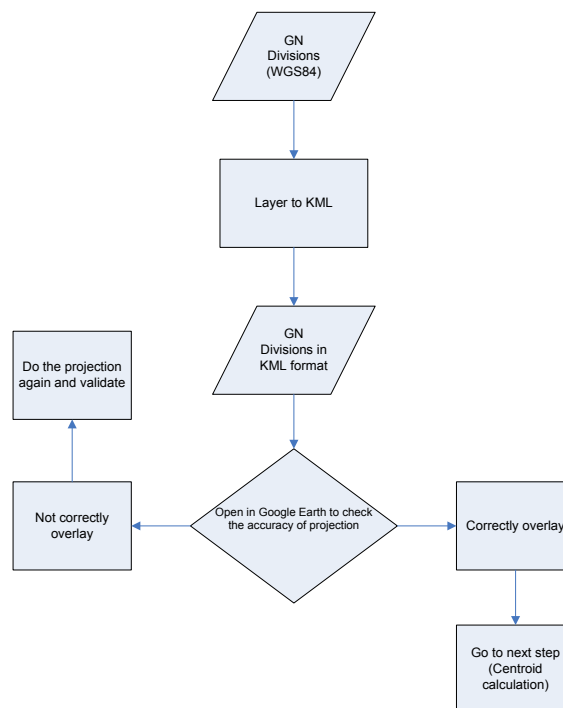 GN
Divisions
(WGS84)
Layer to KML
GN
Divisions in
KML format
Do the projection
again and validate
Open in Google Earth to check
the accuracy of projection
Not correctly
overlay
Correctly overlay
Go to next step
(Centroid
calculation)